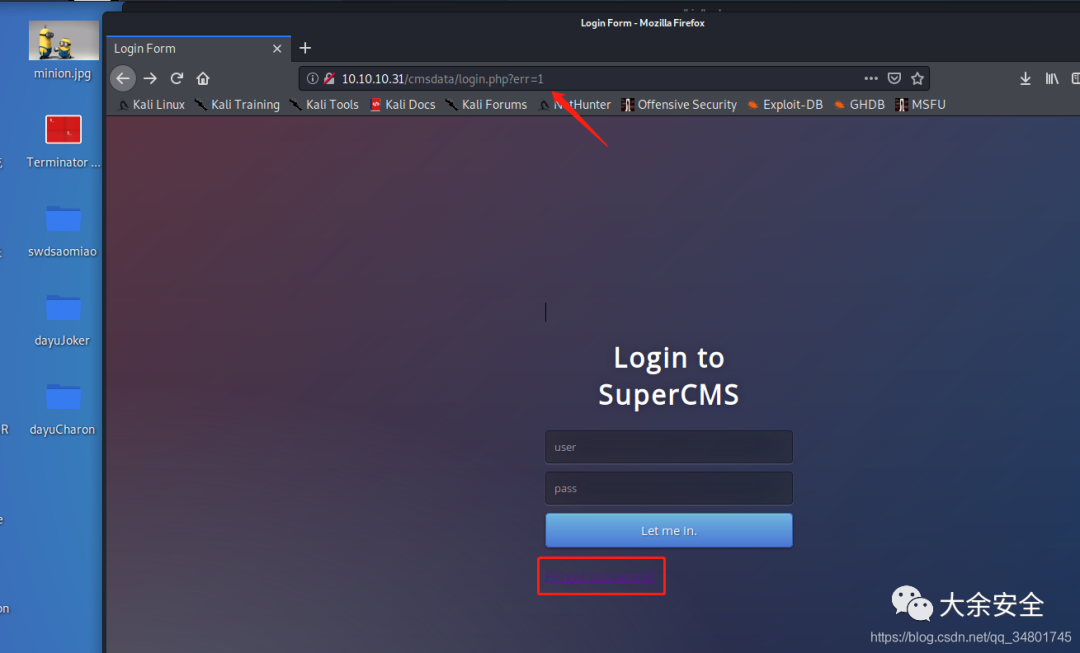 Login Form - Mozilla Firefox
Login Form
10.10.10.31/cmsdata/login.php?err=1
Kali Linux Kali Training Kali Tools Kali Docs Kali Forums NetHunter Offensive Security Exploit-DB GHDB MSFU
minion.jpg
Terminator ...
swdsaomiao
dayuJoker
dayuCharon
R
e
on
Login to
SuperCMS
user
pass
Let me in.
大余安全
https://blog.csdn.net/qq_34801745